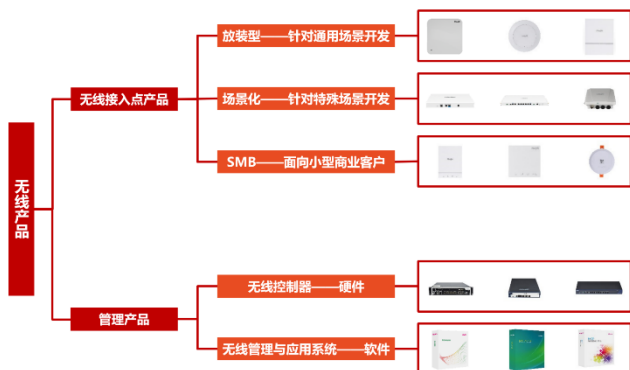 无线产品
无线接入点产品
放装型——针对通用场景开发
场景化——针对特殊场景开发
SMB——面向小型商业客户
管理产品
无线控制器——硬件
无线管理与应用系统——软件